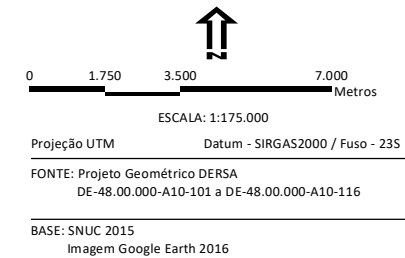 N
0 1.750 3.500 7.000
Metros
ESCALA: 1:175.000
Projeção UTM Datum - SIRGAS2000 / Fuso - 23S
FONTE: Projeto Geométrico DERSA
DE-48.00.000-A10-101 a DE-48.00.000-A10-116
BASE: SNUC 2015
Imagem Google Earth 2016